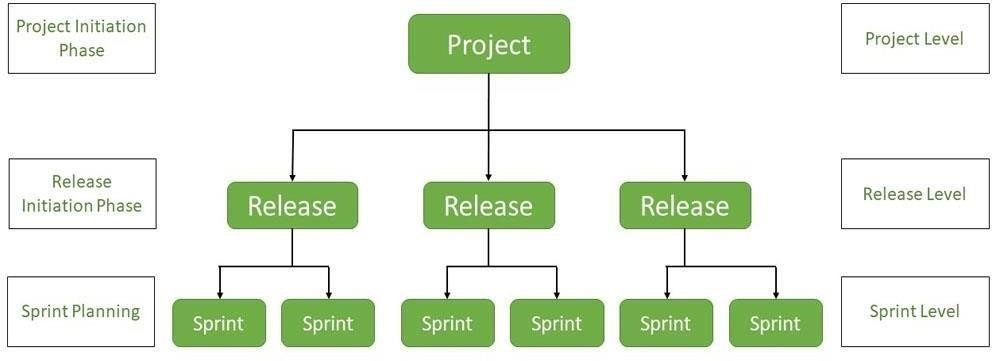 Project Initiation
Phase
Project
Project Level
Release
Initiation Phase
Release
Release
Release
Release Level
Sprint Planning
Sprint
Sprint
Sprint
Sprint
Sprint
Sprint
Sprint Level